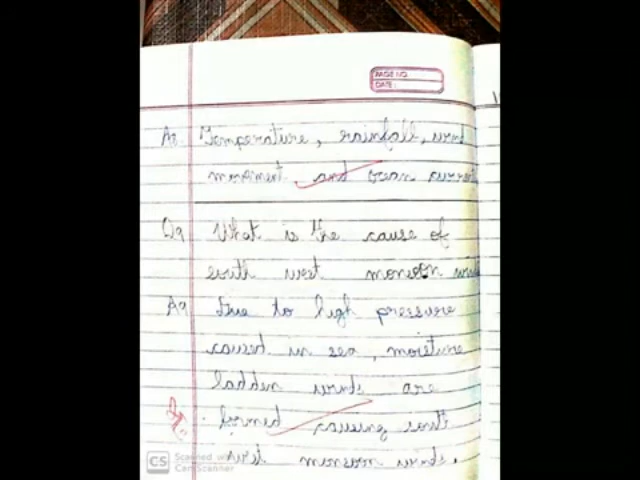 PAGE NO.
DATE:
A8. Temperature, rainfall, wind
movement and ocean current
Q9 What is the cause of
south west monsoon wind
A9 Due to high pressure
caused in sea, moisture
ladden winds are
formed causing south
west monsoon winds.
CS Scanned with
CamScanner